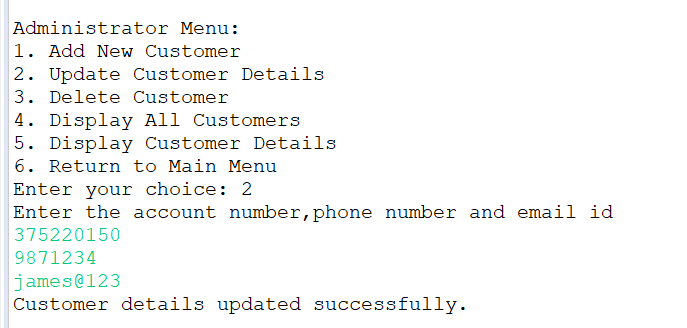 Administrator Menu:
1. Add New Customer
2. Update Customer Details
3. Delete Customer
4. Display All Customers
5. Display Customer Details
6. Return to Main Menu
Enter your choice: 2
Enter the account number,phone number and email id
375220150
9871234
james@123
Customer details updated successfully.